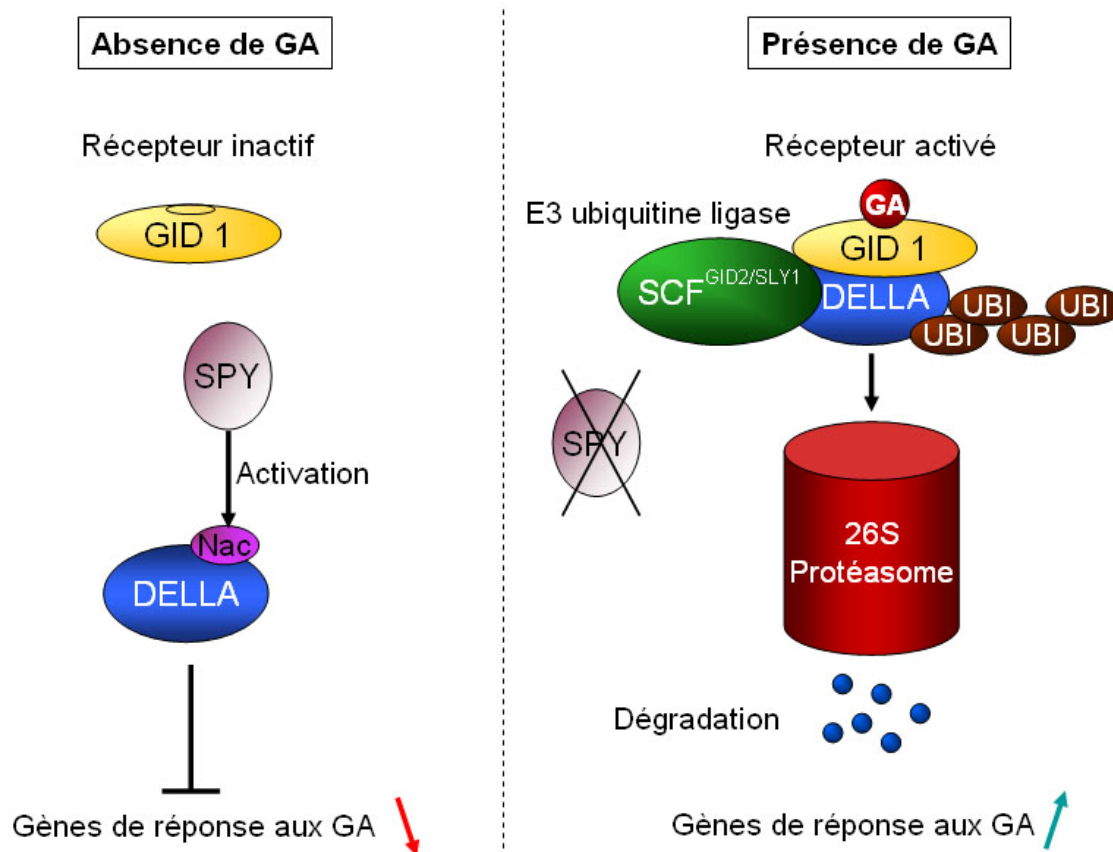 Absence de GA
Récepteur inactif
GID 1
SPY
Activation
Nac
DELLA
Gènes de réponse aux GA
Présence de GA
Récepteur activé
GA
E3 ubiquitine ligase
GID 1
SCF^GID2/SLY1
DELLA
UBI
UBI
UBI
UBI
SPY
26S
Protéasome
Dégradation
Gènes de réponse aux GA